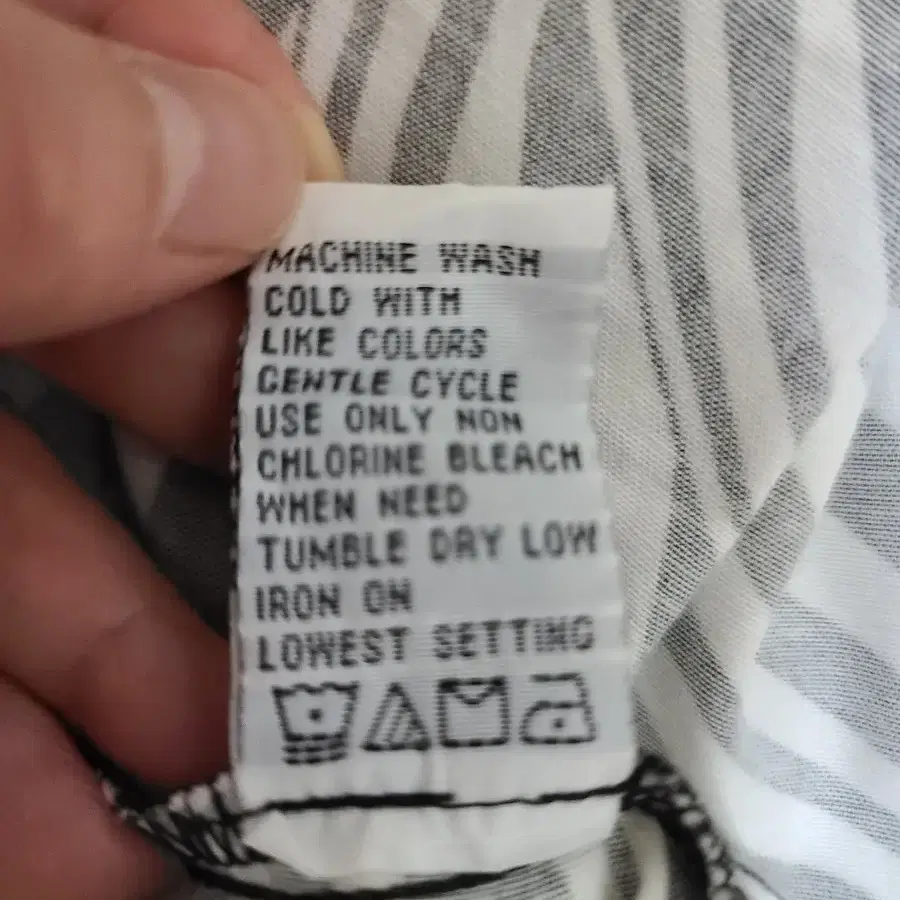 MACHINE WASH
COLD WITH
LIKE COLORS
GENTLE CYCLE
USE ONLY NON
CHLORINE BLEACH
WHEN NEED
TUMBLE DRY LOW
IRON ON
LOWEST SETTING